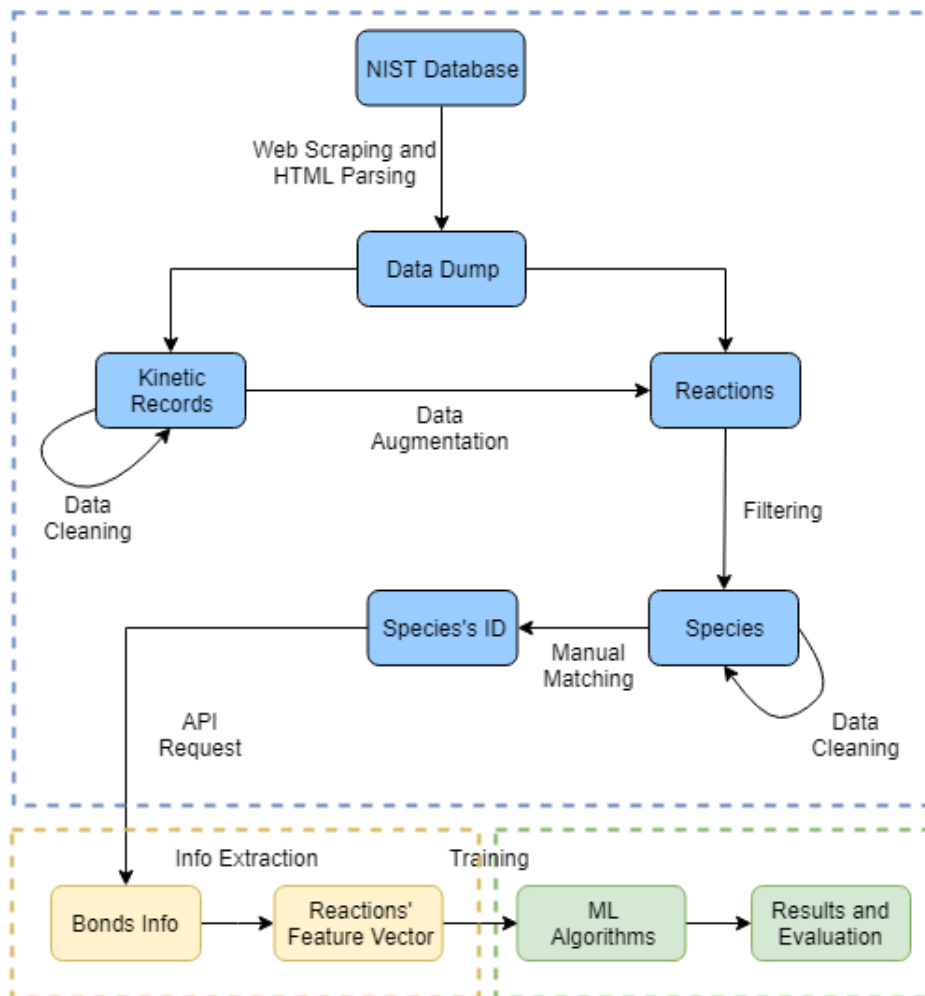 NIST Database
Web Scraping and
HTML Parsing
Data Dump
Kinetic
Records
Reactions
Data
Augmentation
Data
Cleaning
Filtering
Species's ID
Species
Manual
Matching
API
Request
Data
Cleaning
Info Extraction
Training
Bonds Info
Reactions'
Feature Vector
ML
Algorithms
Results and
Evaluation